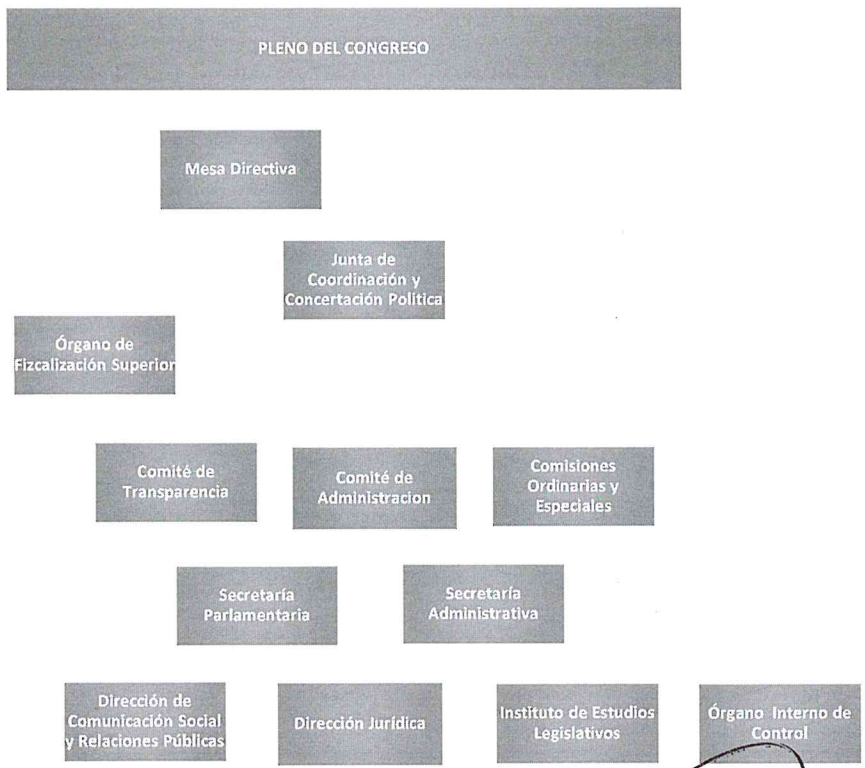 PLENO DEL CONGRESO
Mesa Directiva
Junta de
Coordinación y
Concertación Política
Órgano de
Fizcalización Superior
Comité de
Transparencia
Comité de
Administracion
Comisiones
Ordinarias y
Especiales
Secretaría
Parlamentaria
Secretaría
Administrativa
Dirección de
Comunicación Social
y Relaciones Públicas
Dirección Jurídica
Instituto de Estudios
Legislativos
Órgano Interno de
Control